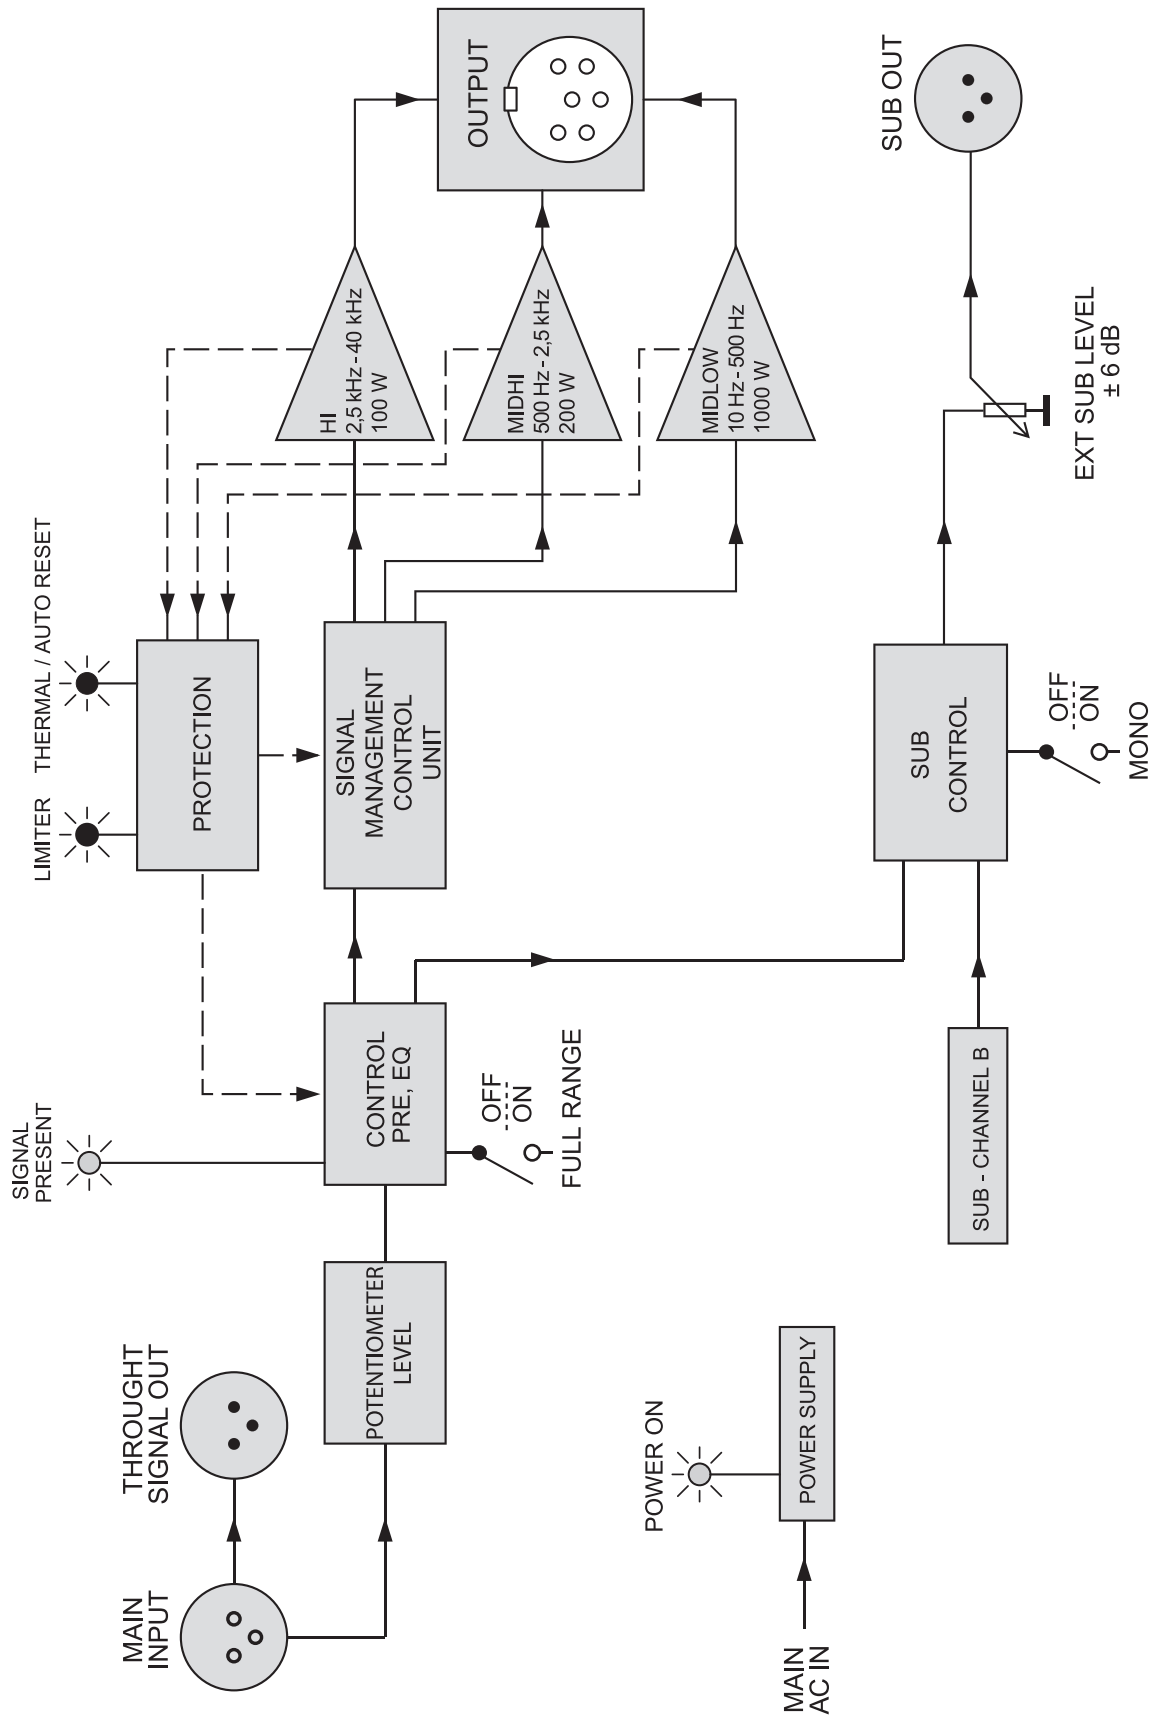 MAIN
INPUT
THROUGHT
SIGNAL OUT
POTENTIOMETER
LEVEL
SIGNAL
PRESENT
CONTROL
PRE, EQ
OFF
ON
FULL RANGE
LIMITER
THERMAL / AUTO RESET
PROTECTION
SIGNAL
MANAGEMENT
CONTROL
UNIT
HI
2,5 kHz - 40 kHz
100 W
MIDHI
500 Hz - 2,5 kHz
200 W
MIDLOW
10 Hz - 500 Hz
1000 W
OUTPUT
MAIN
AC IN
POWER ON
POWER SUPPLY
SUB - CHANNEL B
SUB
CONTROL
OFF
ON
MONO
EXT SUB LEVEL
± 6 dB
SUB OUT